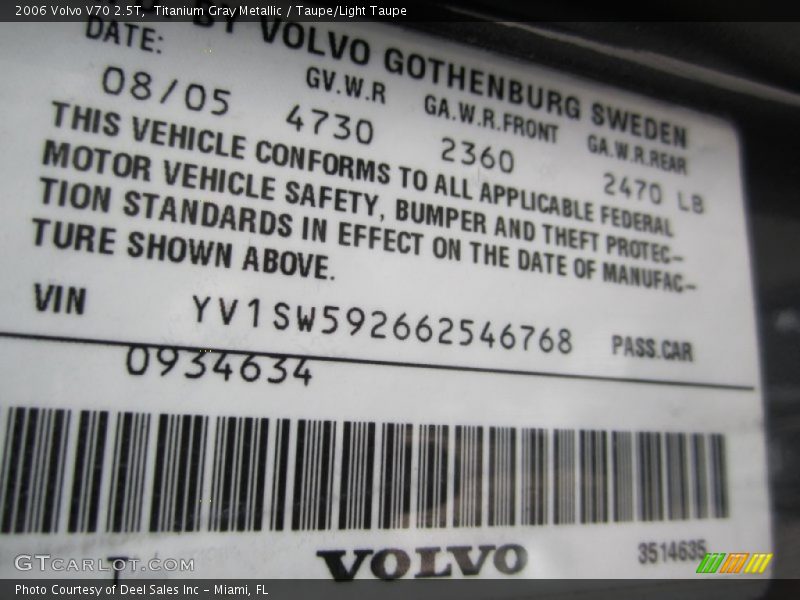 2006 Volvo V70 2.5T, Titanium Gray Metallic / Taupe/Light Taupe
BY VOLVO GOTHENBURG SWEDEN
DATE: GV.W.R GA.W.R.FRONT GA.W.R.REAR
08/05 4730 2360 2470 LB
THIS VEHICLE CONFORMS TO ALL APPLICABLE FEDERAL
MOTOR VEHICLE SAFETY, BUMPER AND THEFT PROTEC-
TION STANDARDS IN EFFECT ON THE DATE OF MANUFAC-
TURE SHOWN ABOVE.
VIN YV1SW592662546768 PASS.CAR
0934634
VOLVO 3514635
GTCARLOT.COM
Photo Courtesy of Deel Sales Inc - Miami, FL